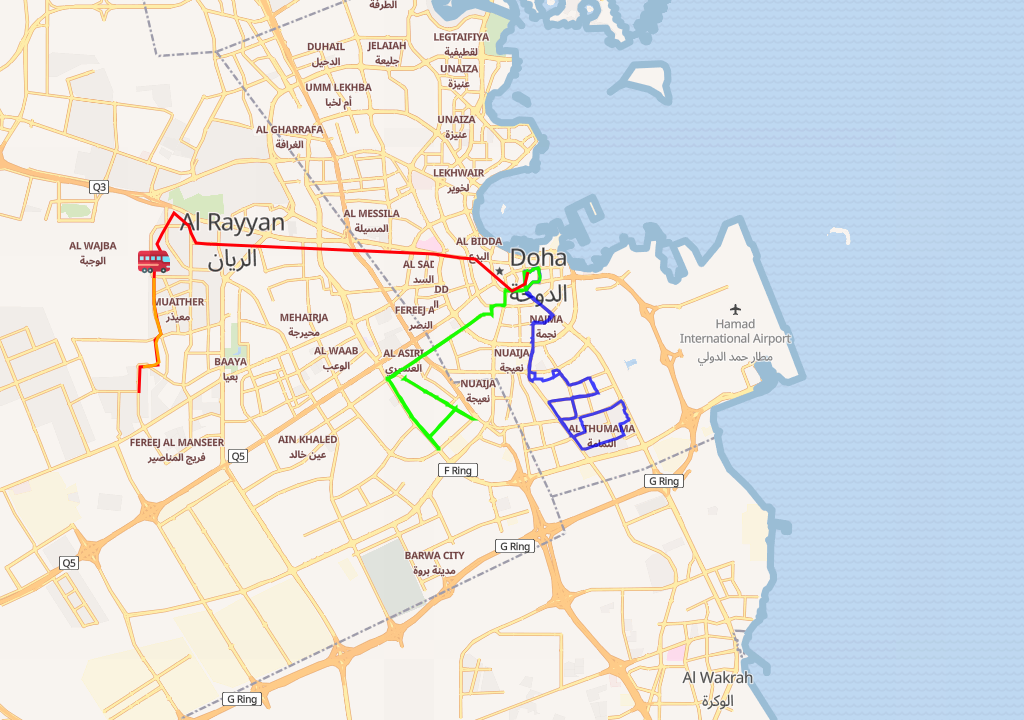 الطرفة
LEGTAIFIYA
لقطيفية
DUHAIL
الدحيل
JELAIAH
جليعة
UNAIZA
عنيزة
UMM LEKHBA
أم لخبا
UNAIZA
عنيزة
AL GHARRAFA
الغرافة
LEKHWAIR
لخوير
Q3
AL MESSILA
المسيلة
Al Rayyan
الريان
AL WAJBA
الوجبة
AL BIDDA
البدع
Doha
الدوحة
AL SAD
السد
DD
ال
MUAITHER
معيذر
FEREEJ A
النصر
MEHAIRJA
محيرجة
NAJMA
نجمة
Hamad
International Airport
مطار حمد الدولي
AL WAAB
الوعب
AL ASIRI
العسيري
NUAIJA
نعيجة
BAAYA
بعيا
NUAIJA
نعيجة
AL THUMAMA
الثمامة
FEREEJ AL MANSEER
فريج المناصير
AIN KHALED
عين خالد
Q5
F Ring
G Ring
G Ring
BARWA CITY
مدينة بروة
Q5
Al Wakrah
الوكرة
G Ring